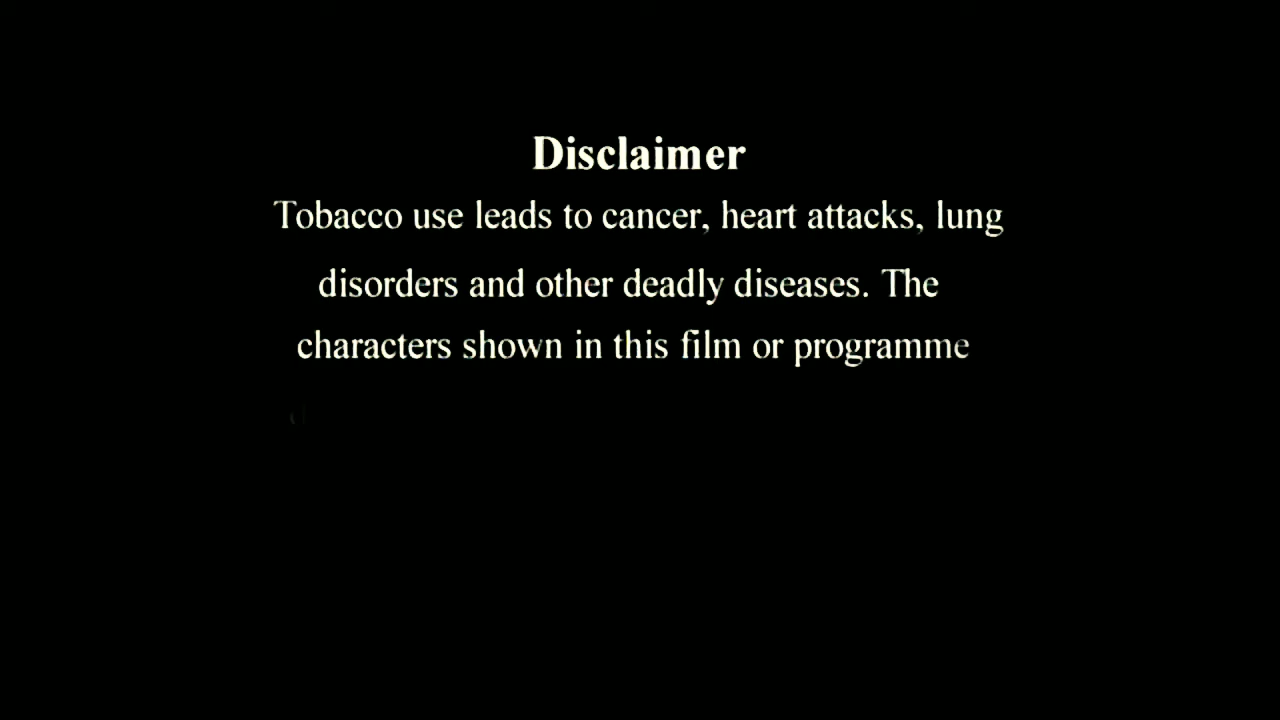 Disclaimer
Tobacco use leads to cancer, heart attacks, lung
disorders and other deadly diseases. The
characters shown in this film or programme